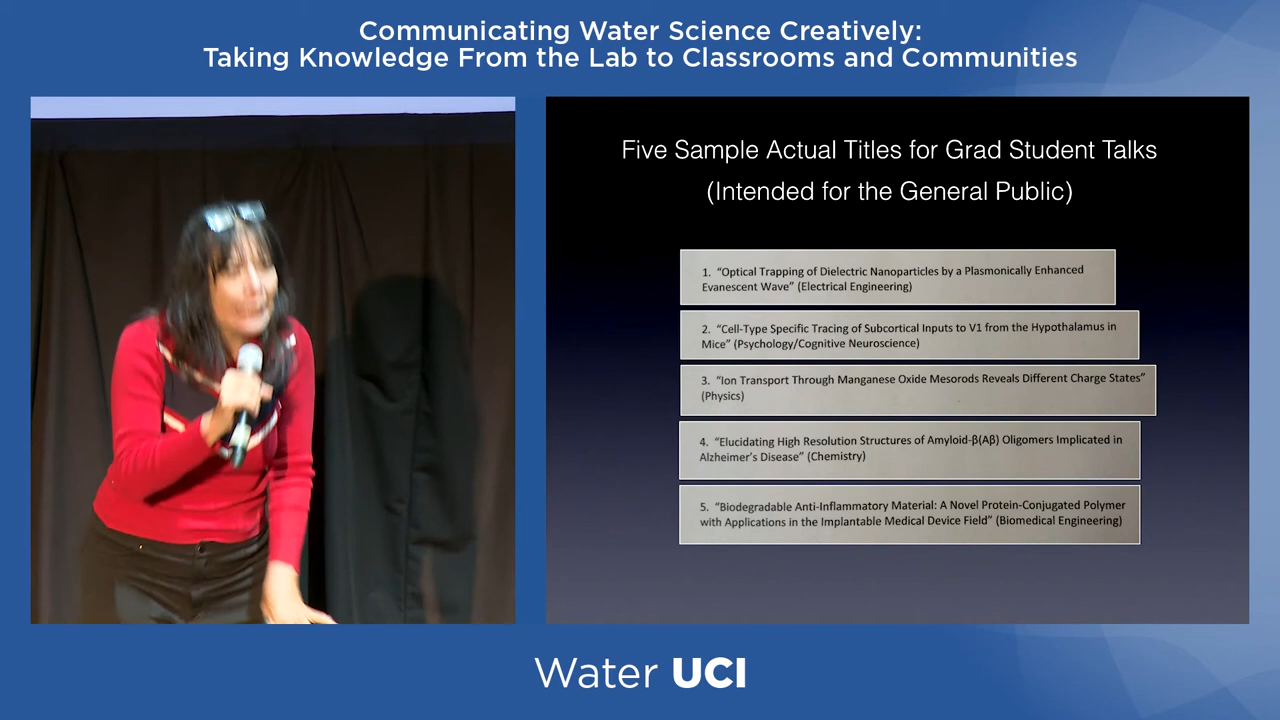 Communicating Water Science Creatively:
Taking Knowledge From the Lab to Classrooms and Communities
Five Sample Actual Titles for Grad Student Talks
(Intended for the General Public)
1. “Optical Trapping of Dielectric Nanoparticles by a Plasmonically Enhanced
Evanescent Wave” (Electrical Engineering)
2. “Cell-Type Specific Tracing of Subcortical Inputs to V1 from the Hypothalamus in
Mice” (Psychology/Cognitive Neuroscience)
3. “Ion Transport Through Manganese Oxide Mesorods Reveals Different Charge States”
(Physics)
4. “Elucidating High Resolution Structures of Amyloid-β(Aβ) Oligomers Implicated in
Alzheimer’s Disease” (Chemistry)
5. “Biodegradable Anti-Inflammatory Material: A Novel Protein-Conjugated Polymer
with Applications in the Implantable Medical Device Field” (Biomedical Engineering)
Water UCI